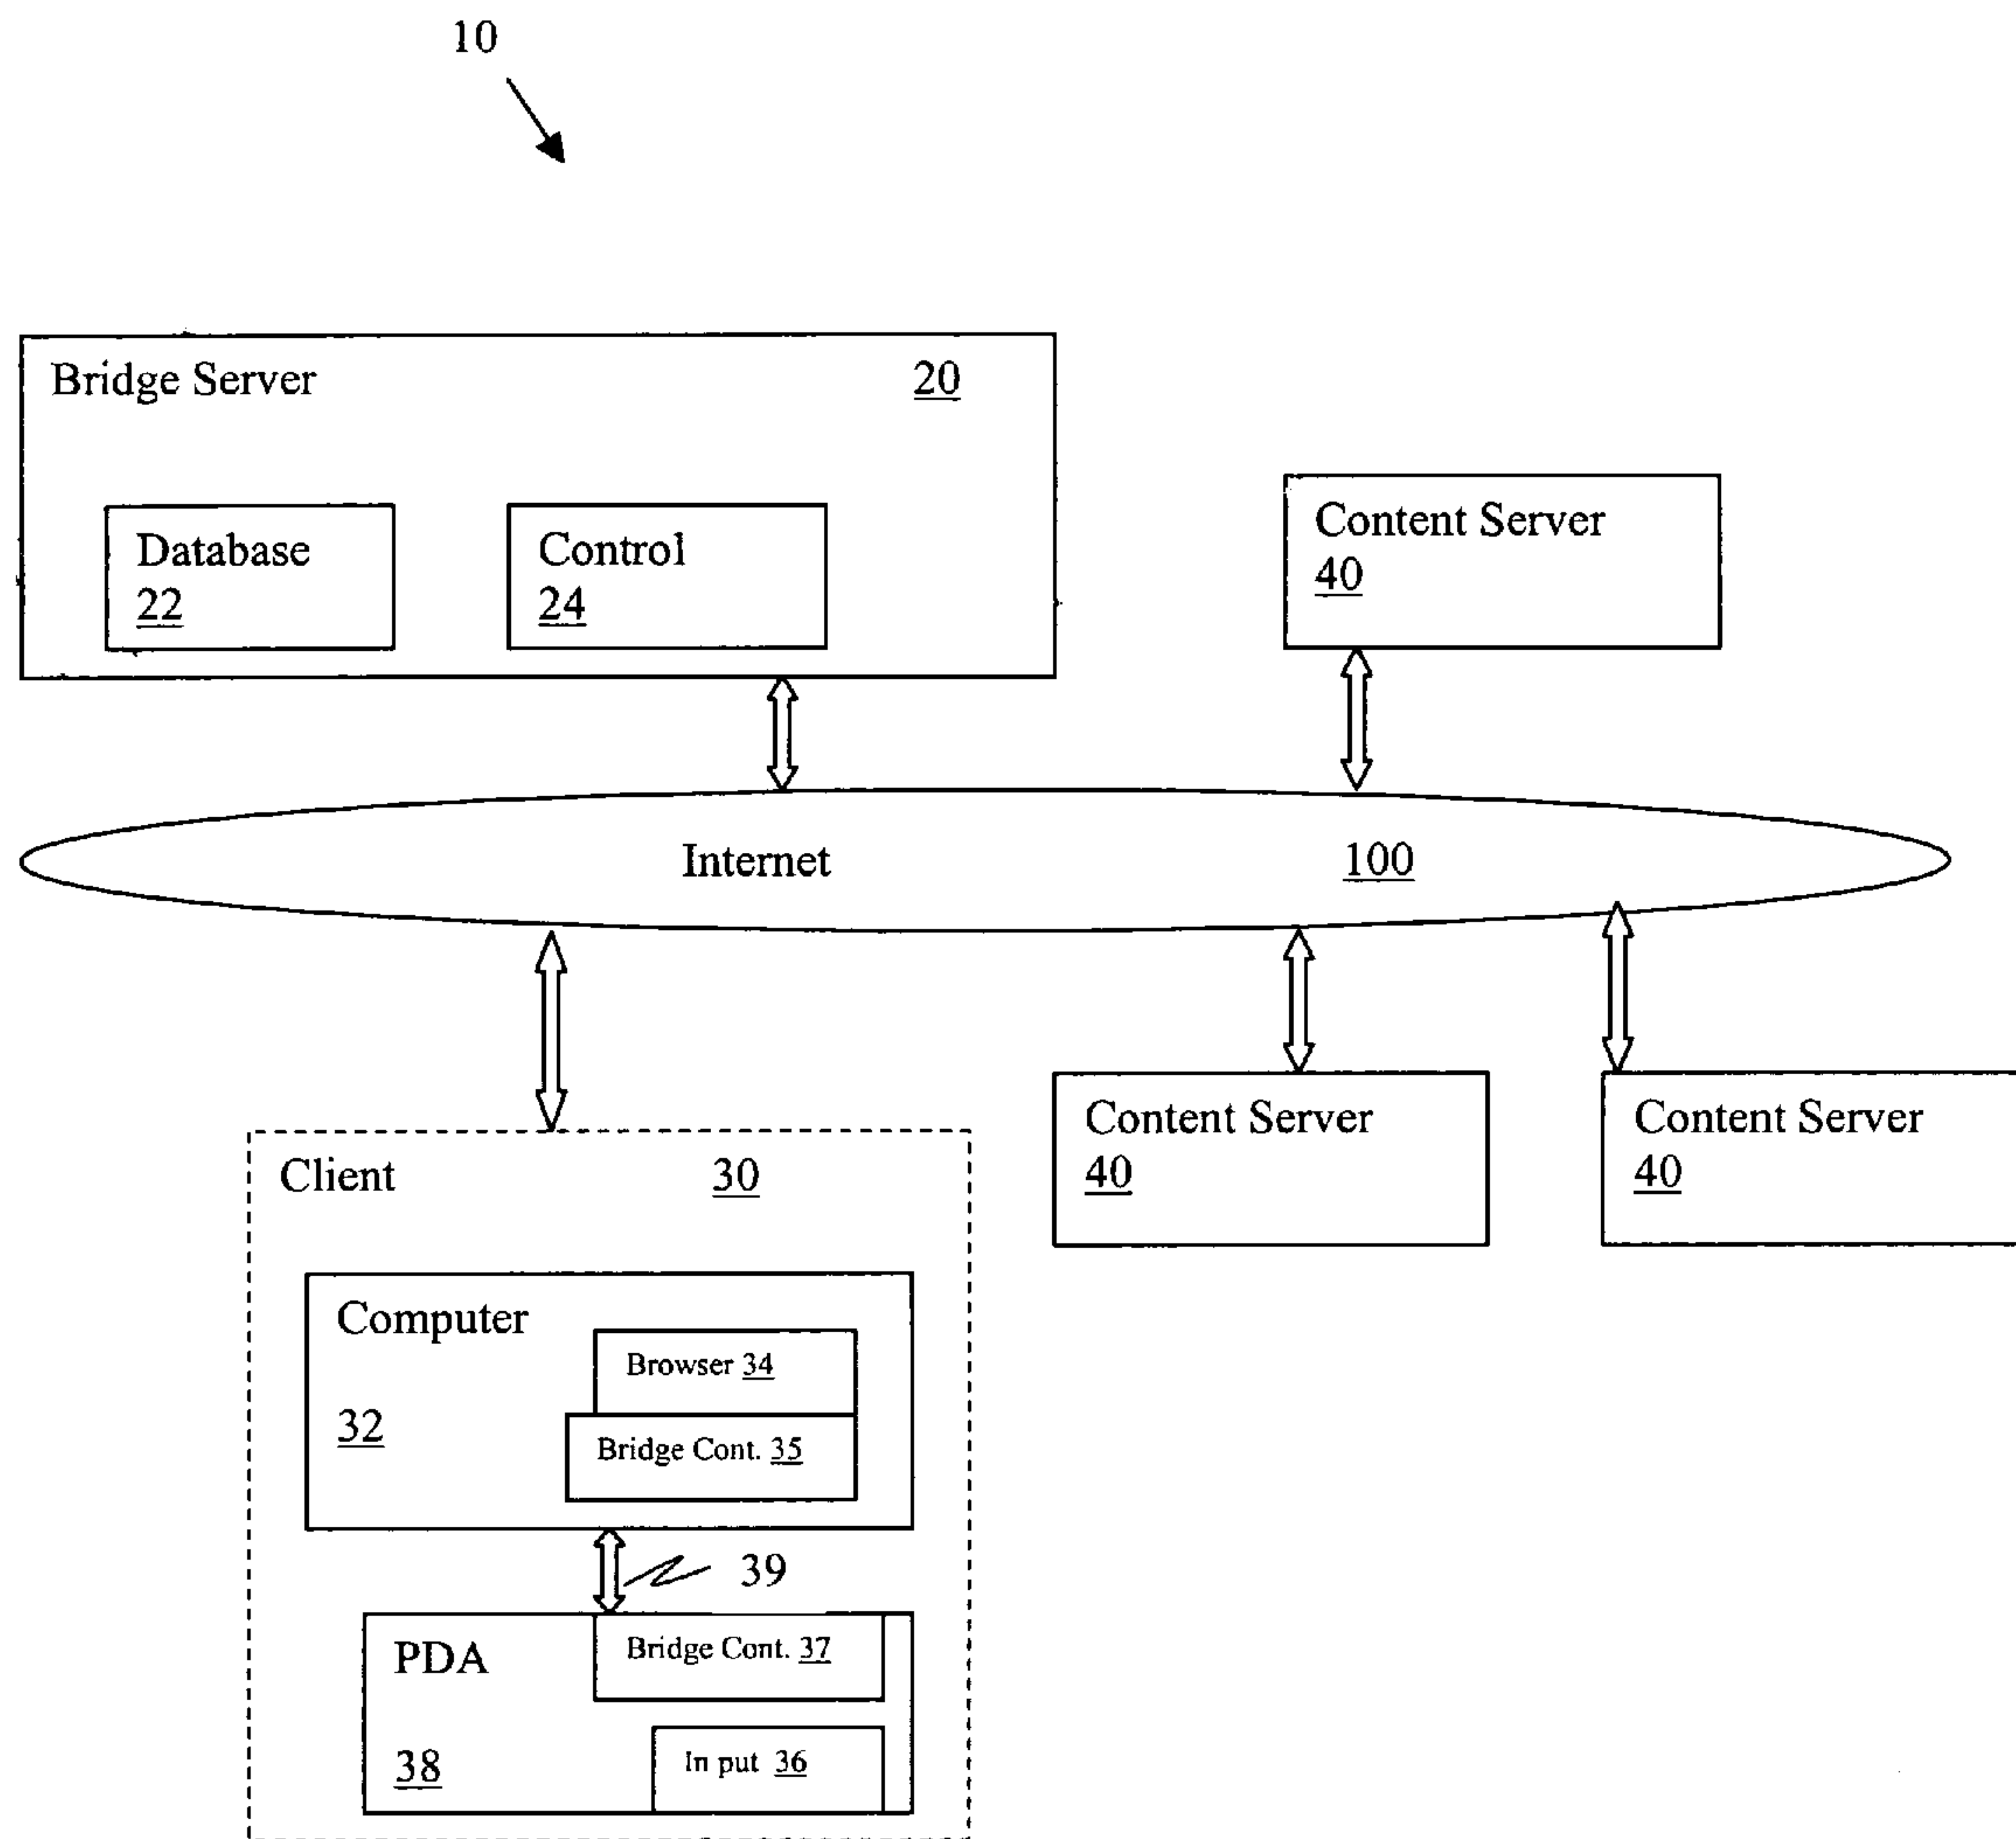 10
Bridge Server 20
Database
22
Control
24
Content Server
40
Internet 100
Client 30
Content Server
40
Content Server
40
Computer
32
Browser 34
Bridge Cont. 35
39
PDA
38
Bridge Cont. 37
In put 36